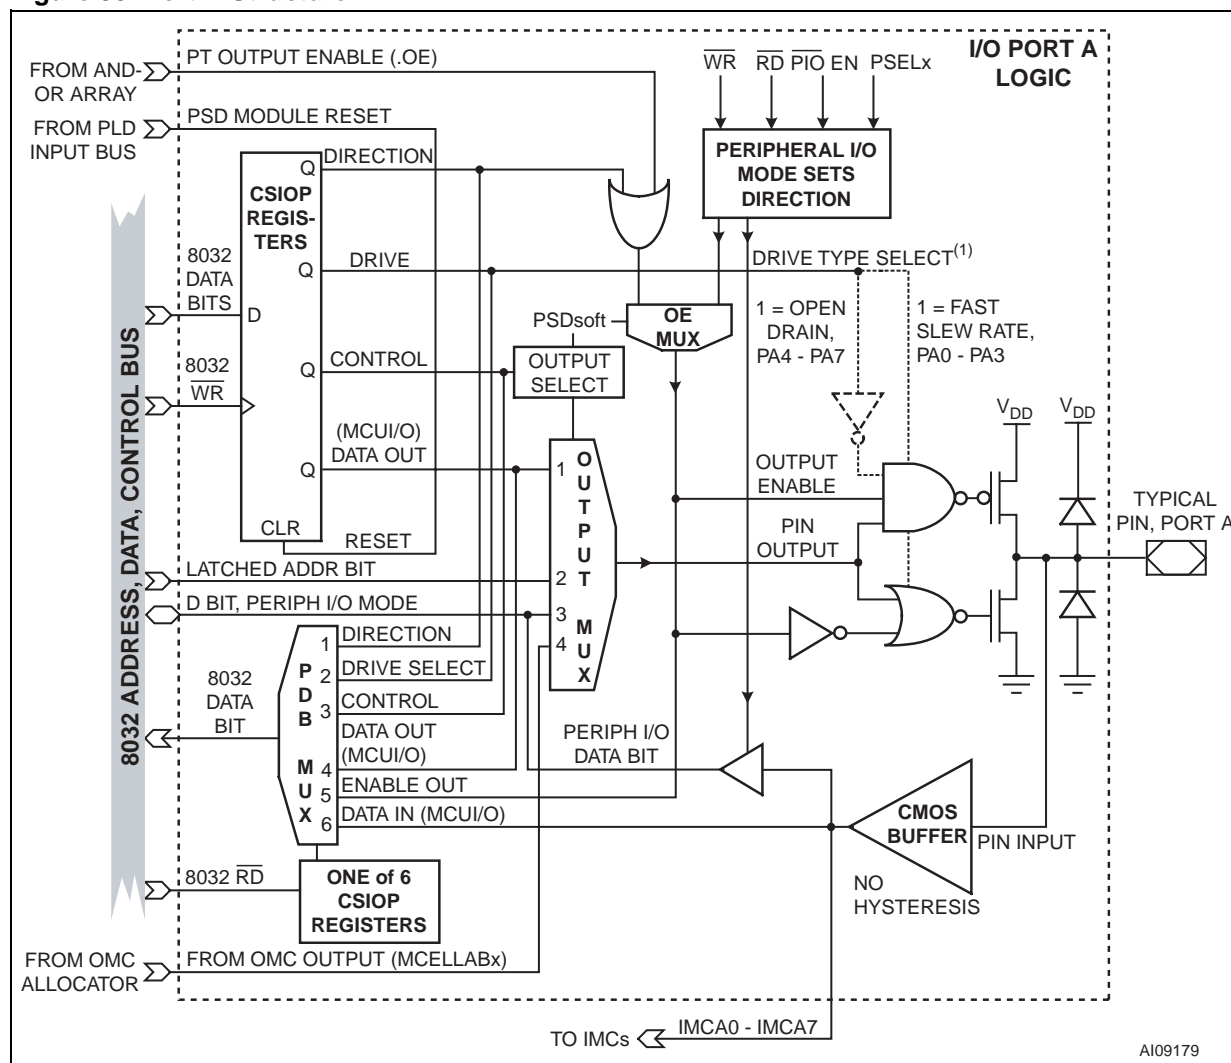 I/O PORT A
LOGIC
PT OUTPUT ENABLE (.OE)
FROM AND-
OR ARRAY
WR RD PIO EN PSELx
PSD MODULE RESET
FROM PLD
INPUT BUS
PERIPHERAL I/O
MODE SETS
DIRECTION
Q DIRECTION
CSIOP
REGIS-
TERS
8032
DATA
BITS
D
Q DRIVE
DRIVE TYPE SELECT(1)
1 = OPEN
DRAIN,
PA4 - PA7
1 = FAST
SLEW RATE,
PA0 - PA3
PSDsoft
OE
MUX
OUTPUT
SELECT
Q CONTROL
8032
WR
(MCUI/O)
DATA OUT
Q
CLR
RESET
8032 ADDRESS, DATA, CONTROL BUS
1
2
3
4
OUTPUT MUX
VDD
VDD
OUTPUT
ENABLE
PIN
OUTPUT
TYPICAL
PIN, PORT A
LATCHED ADDR BIT
D BIT, PERIPH I/O MODE
8032
DATA
BIT
PDB MUX
1 DIRECTION
2 DRIVE SELECT
3 CONTROL
DATA OUT
4 (MCUI/O)
5 ENABLE OUT
6 DATA IN (MCUI/O)
PERIPH I/O
DATA BIT
CMOS
BUFFER
PIN INPUT
NO
HYSTERESIS
8032 RD
ONE of 6
CSIOP
REGISTERS
FROM OMC
ALLOCATOR
FROM OMC OUTPUT (MCELLABx)
TO IMCs
IMCA0 - IMCA7
AI09179